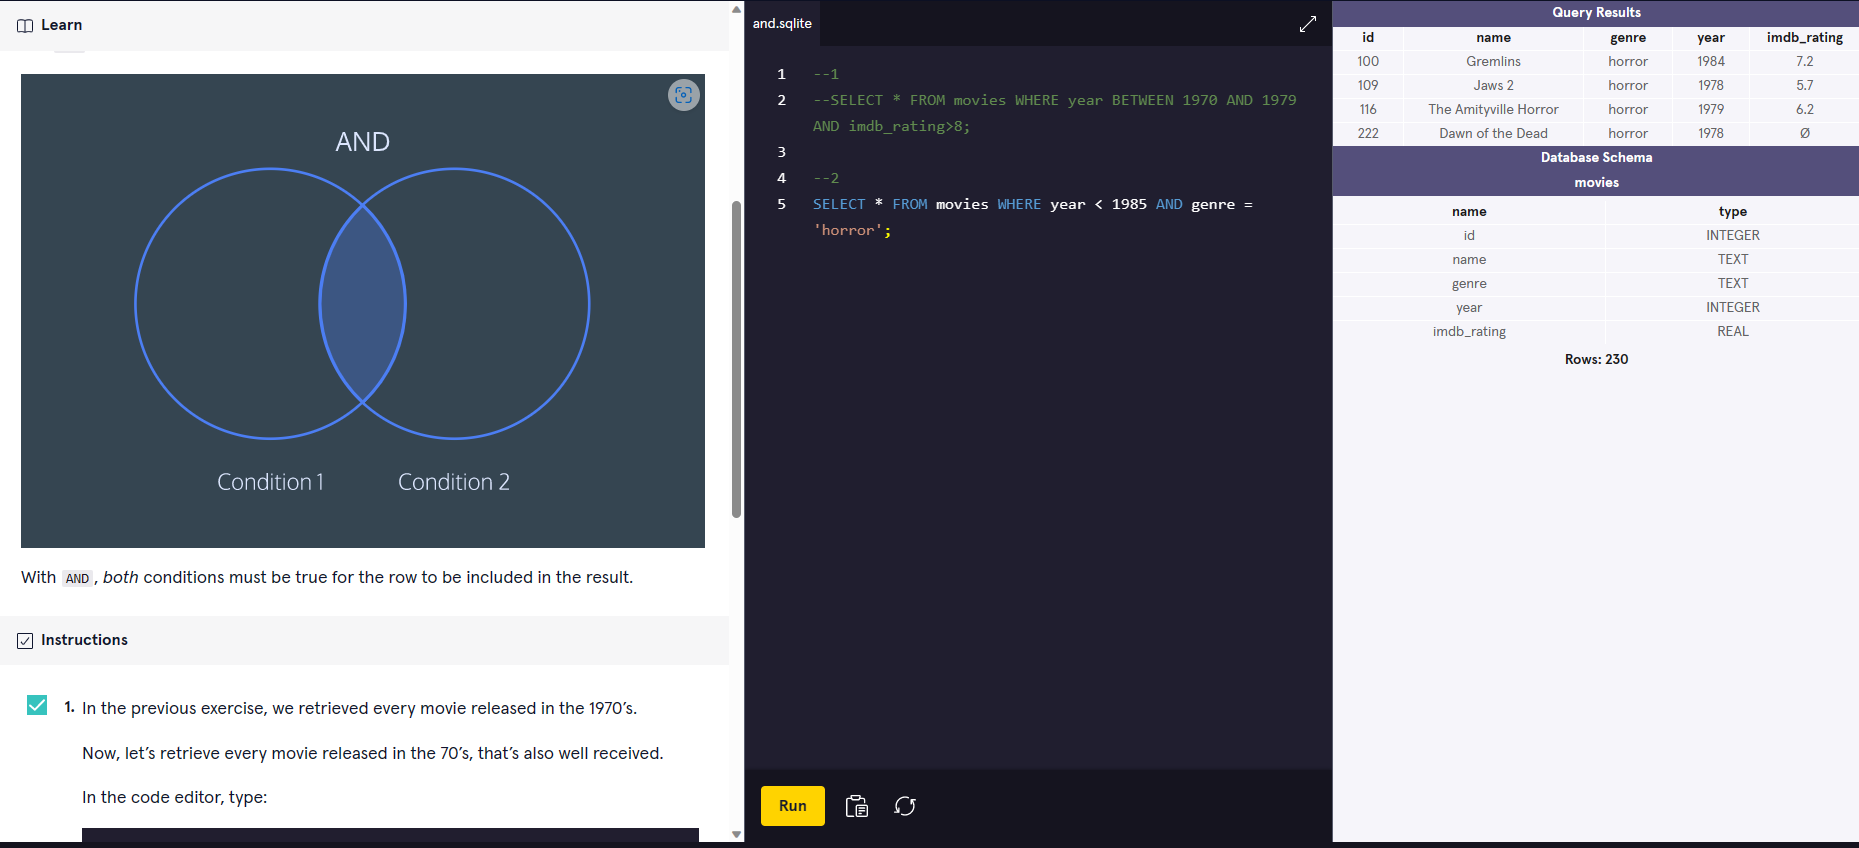 Learn
AND
Condition 1
Condition 2
With AND, both conditions must be true for the row to be included in the result.
Instructions
1. In the previous exercise, we retrieved every movie released in the 1970's.
Now, let's retrieve every movie released in the 70's, that's also well received.
In the code editor, type:
and.sqlite
1 --1
2 --SELECT * FROM movies WHERE year BETWEEN 1970 AND 1979
AND imdb_rating>8;
3
4 --2
5 SELECT * FROM movies WHERE year < 1985 AND genre =
'horror';
Run
Query Results
id name genre year imdb_rating
100 Gremlins horror 1984 7.2
109 Jaws 2 horror 1978 5.7
116 The Amityville Horror horror 1979 6.2
222 Dawn of the Dead horror 1978 Ø
Database Schema
movies
name type
id INTEGER
name TEXT
genre TEXT
year INTEGER
imdb_rating REAL
Rows: 230